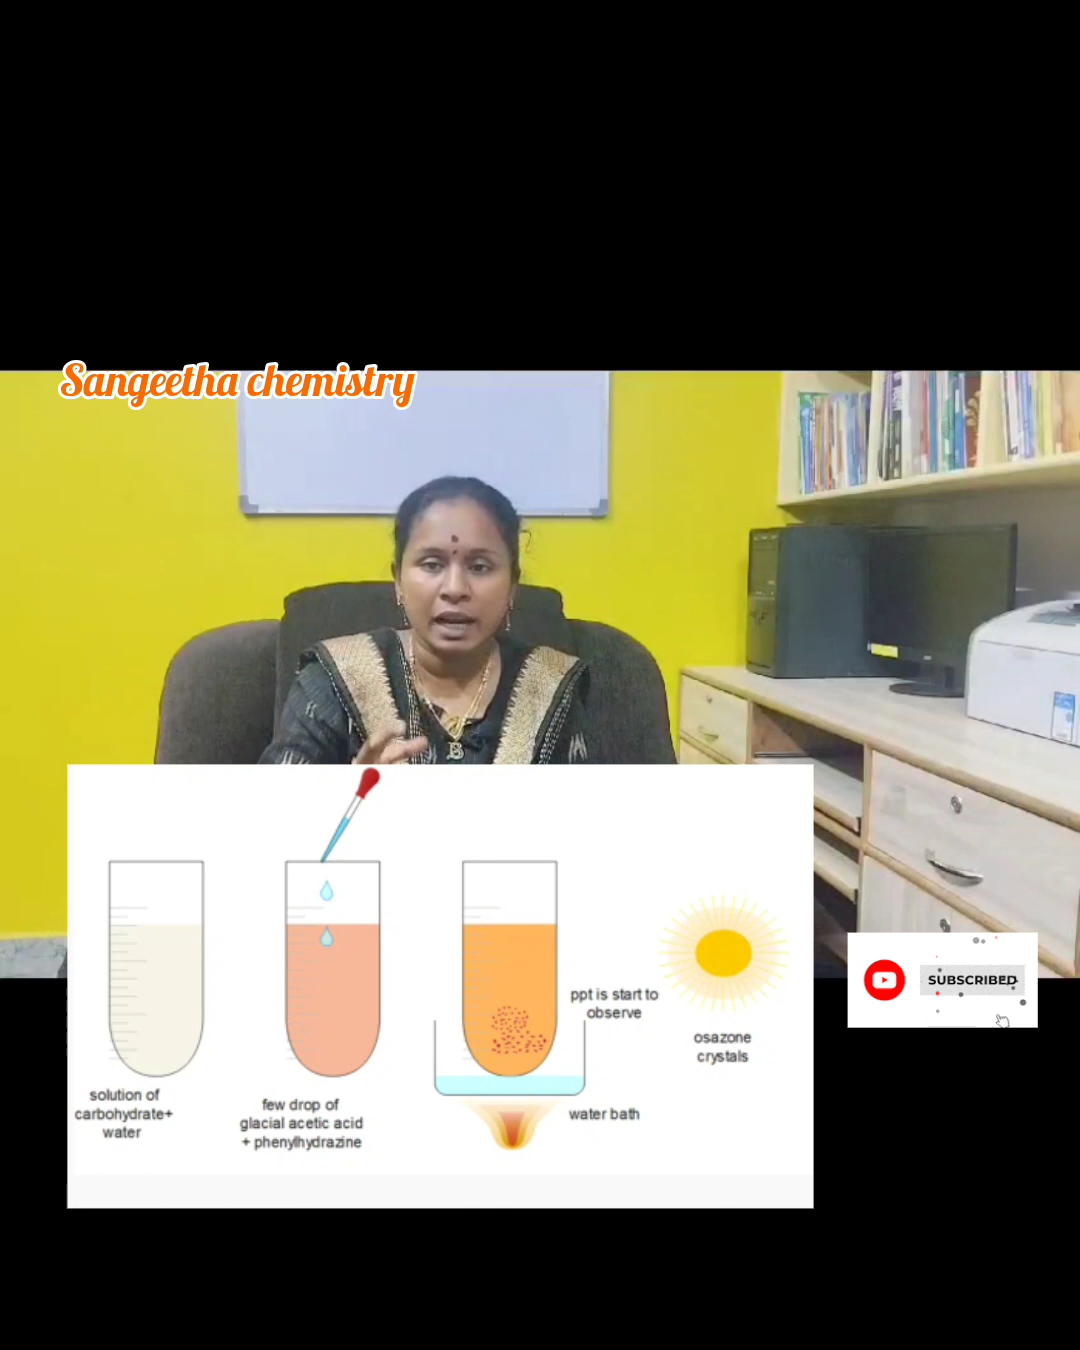 Sangeetha chemistry
B
ppt is start to
observe
osazone
crystals
solution of
carbohydrate+
water
few drop of
glacial acetic acid
+ phenylhydrazine
water bath
SUBSCRIBED